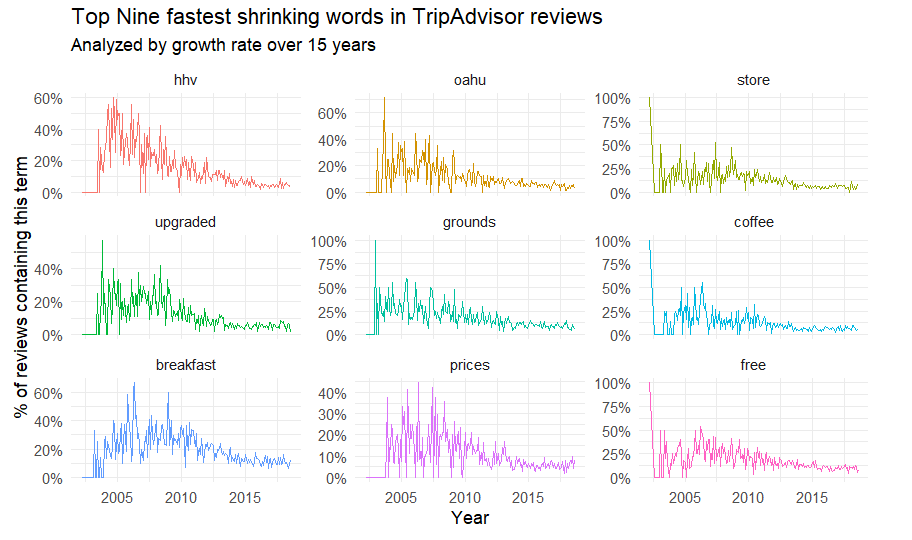 Top Nine fastest shrinking words in TripAdvisor reviews
Analyzed by growth rate over 15 years
hhv
oahu
store
60%
40%
20%
0%
60%
40%
20%
0%
100%
75%
50%
25%
0%
upgraded
grounds
coffee
40%
20%
0%
100%
75%
50%
25%
0%
100%
75%
50%
25%
0%
breakfast
prices
free
60%
40%
20%
0%
40%
30%
20%
10%
0%
100%
75%
50%
25%
0%
2005 2010 2015
2005 2010 2015
2005 2010 2015
Year
% of reviews containing this term